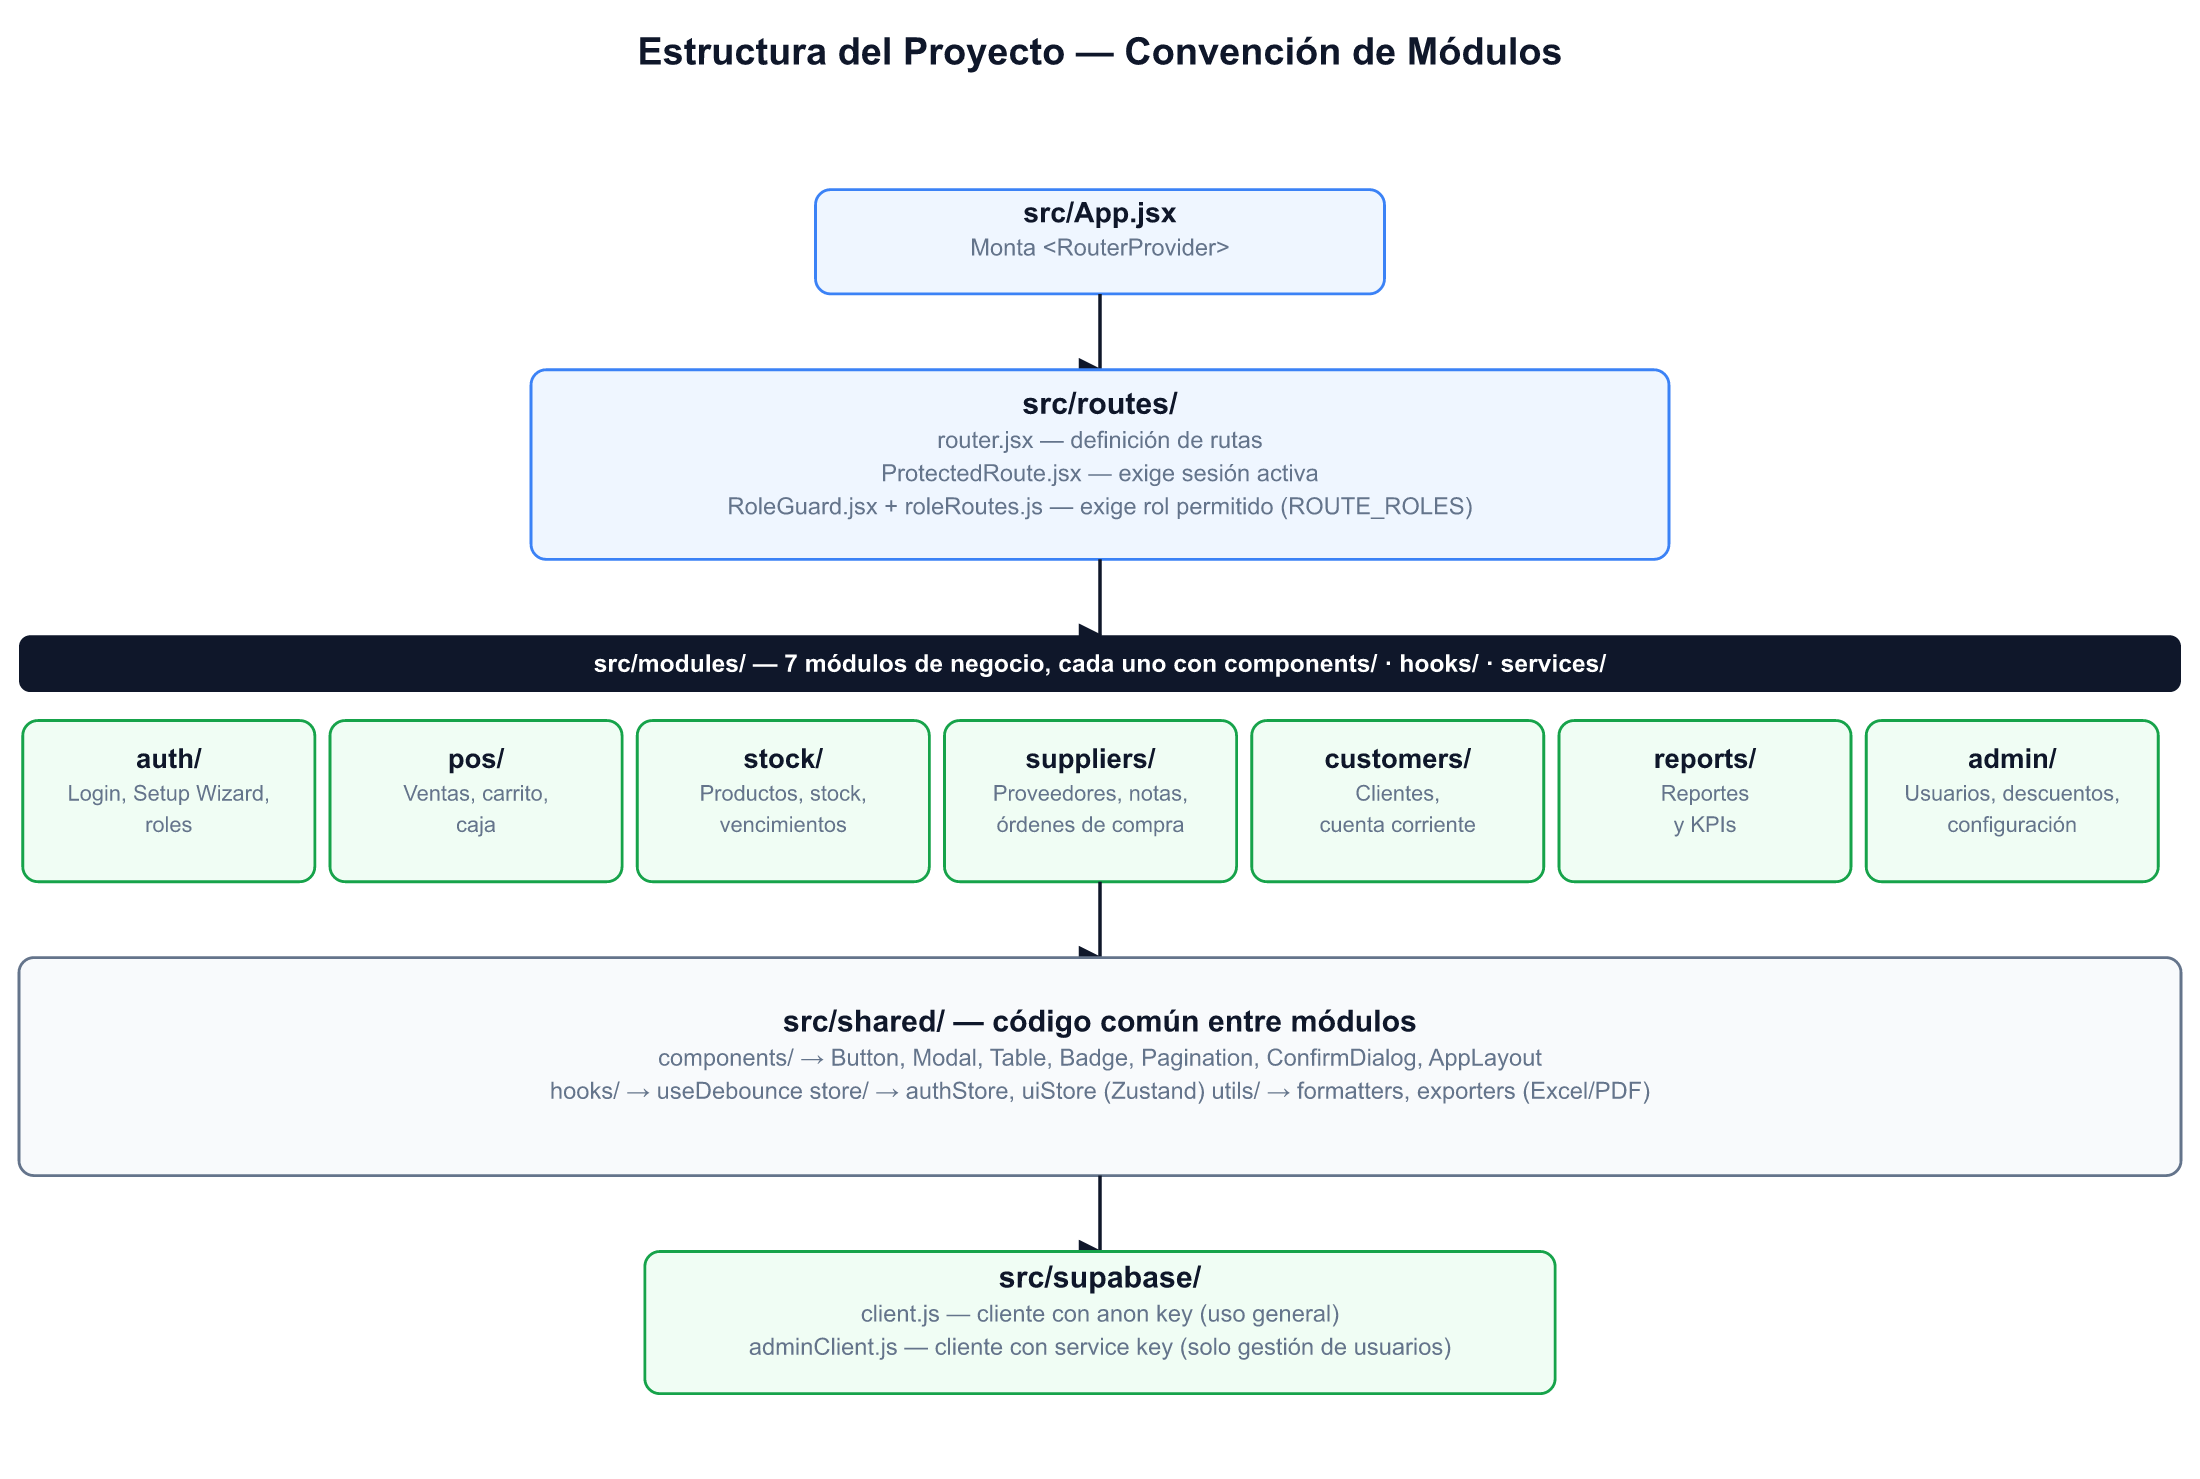 Estructura del Proyecto — Convención de Módulos
src/App.jsx
Monta <RouterProvider>
src/routes/
router.jsx — definición de rutas
ProtectedRoute.jsx — exige sesión activa
RoleGuard.jsx + roleRoutes.js — exige rol permitido (ROUTE_ROLES)
src/modules/ — 7 módulos de negocio, cada uno con components/ · hooks/ · services/
auth/
Login, Setup Wizard,
roles
pos/
Ventas, carrito,
caja
stock/
Productos, stock,
vencimientos
suppliers/
Proveedores, notas,
órdenes de compra
customers/
Clientes,
cuenta corriente
reports/
Reportes
y KPIs
admin/
Usuarios, descuentos,
configuración
src/shared/ — código común entre módulos
components/ → Button, Modal, Table, Badge, Pagination, ConfirmDialog, AppLayout
hooks/ → useDebounce store/ → authStore, uiStore (Zustand) utils/ → formatters, exporters (Excel/PDF)
src/supabase/
client.js — cliente con anon key (uso general)
adminClient.js — cliente con service key (solo gestión de usuarios)